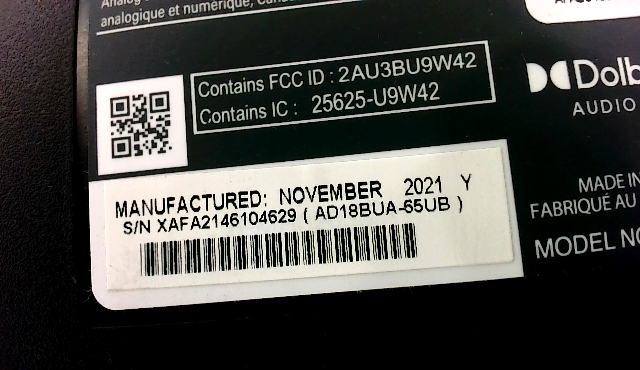 analogique et numérique,
Contains FCC ID : 2AU3BU9W42
Contains IC : 25625-U9W42
Dolb
AUDIO
MANUFACTURED: NOVEMBER 2021 Y
S/N XAFA2146104629 ( AD18BUA-65UB )
MADE IN
FABRIQUÉ AU
MODEL NO